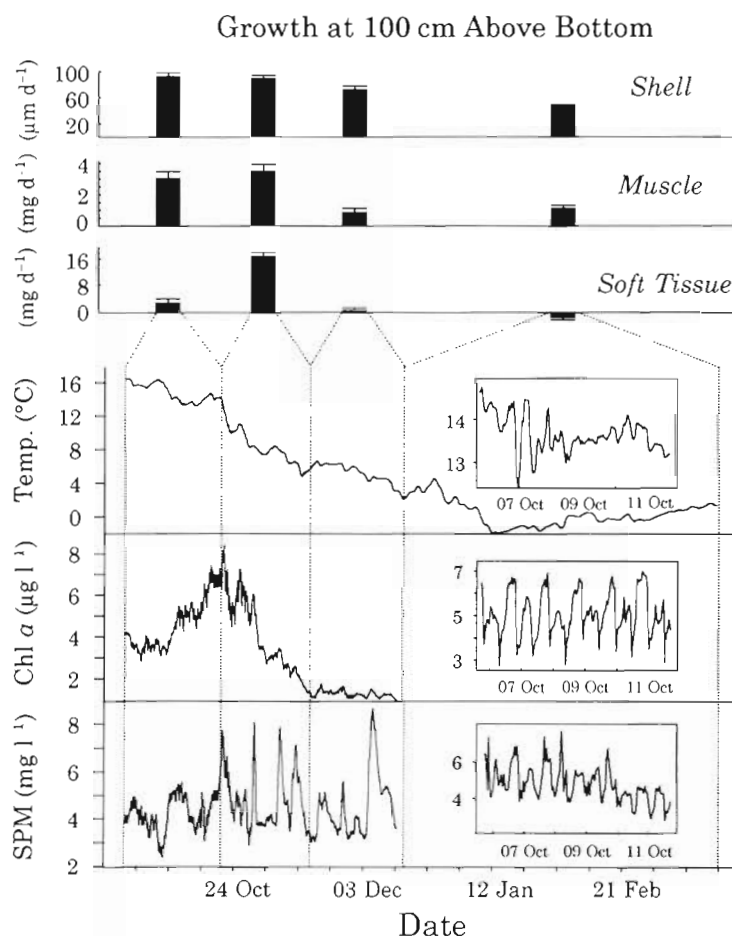 Growth at 100 cm Above Bottom
100
60
20
(μm d⁻¹)
Shell
4
2
0
(mg d⁻¹)
Muscle
16
8
0
(mg d⁻¹)
Soft Tissue
16
12
8
4
0
Temp. (°C)
14
13
07 Oct 09 Oct 11 Oct
8
6
4
2
Chl a (μg l⁻¹)
7
5
3
07 Oct 09 Oct 11 Oct
8
6
4
2
SPM (mg l⁻¹)
6
4
07 Oct 09 Oct 11 Oct
24 Oct 03 Dec 12 Jan 21 Feb
Date